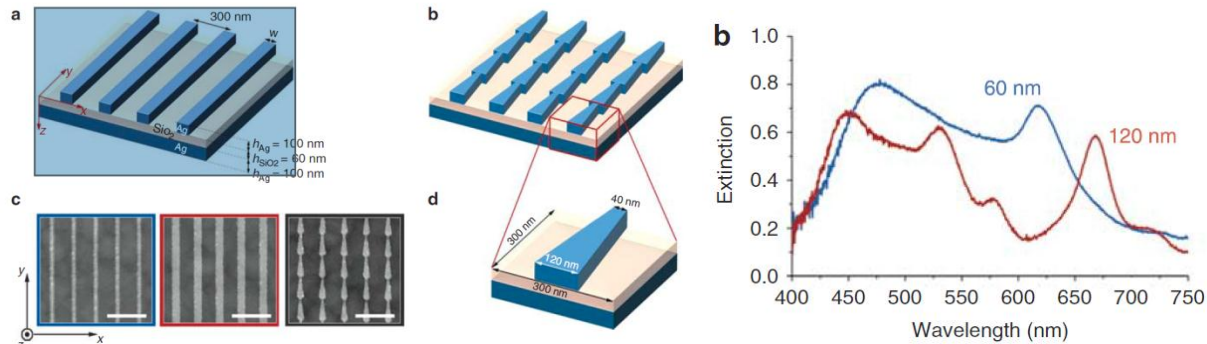 a
300 nm
w
y
x
z
SiO2
Ag
Ag
hAg = 100 nm
hSiO2 = 60 nm
hAg = 100 nm
b
c
y
x
z
d
40 nm
300 nm
120 nm
300 nm
b
1.0
0.8
0.6
0.4
0.2
0.0
Extinction
60 nm
120 nm
400 450 500 550 600 650 700 750
Wavelength (nm)